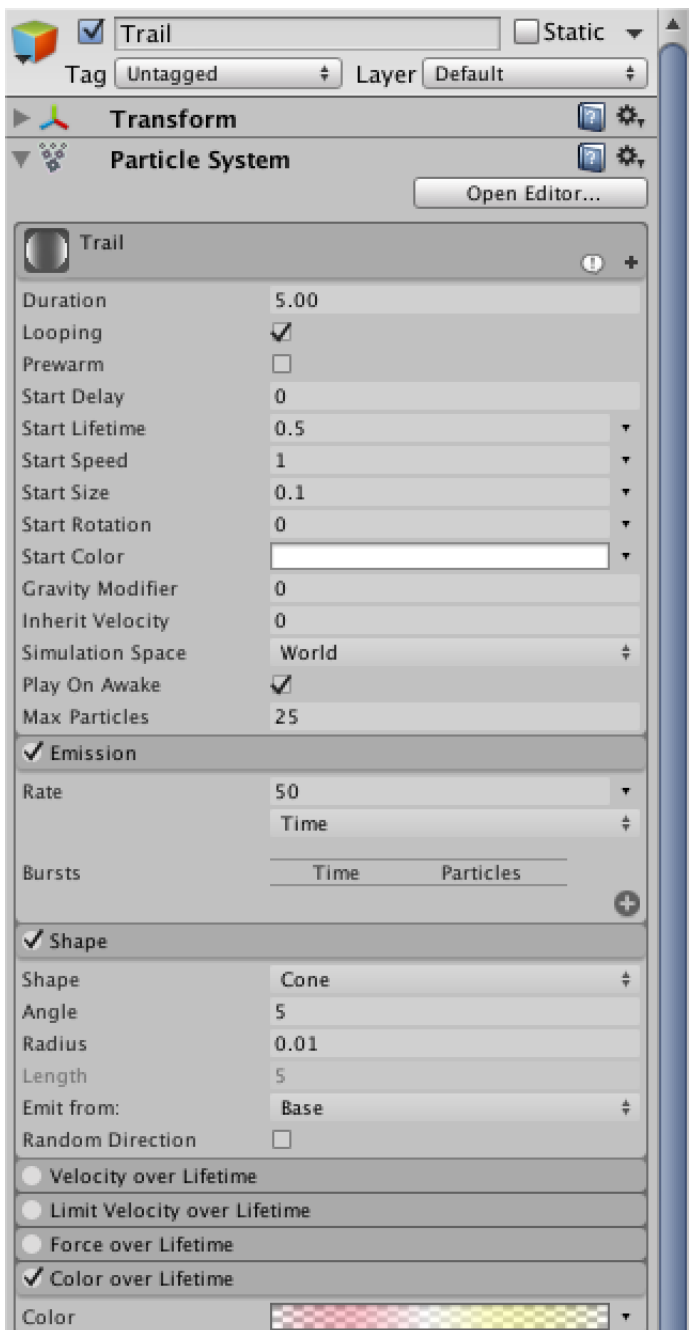 Trail Static
Tag Untagged Layer Default
Transform
Particle System
Open Editor...
Trail
Duration 5.00
Looping
Prewarm
Start Delay 0
Start Lifetime 0.5
Start Speed 1
Start Size 0.1
Start Rotation 0
Start Color
Gravity Modifier 0
Inherit Velocity 0
Simulation Space World
Play On Awake
Max Particles 25
Emission
Rate 50
Time
Bursts Time Particles
Shape
Shape Cone
Angle 5
Radius 0.01
Length 5
Emit from: Base
Random Direction
Velocity over Lifetime
Limit Velocity over Lifetime
Force over Lifetime
Color over Lifetime
Color